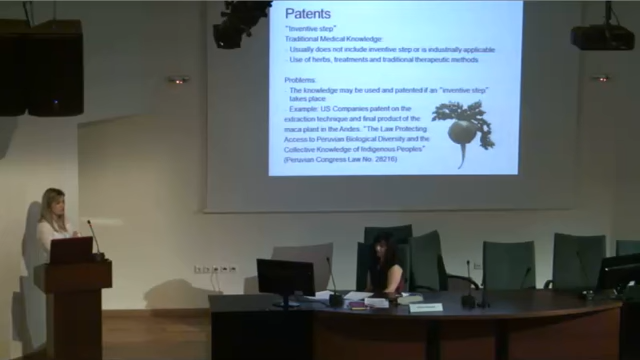 Patents
"Inventive step"
Traditional Medical Knowledge:
- Usually does not include inventive step or is industrially applicable
- Use of herbs, treatments and traditional therapeutic methods
Problems:
- The knowledge may be used and patented if an "inventive step"
takes place
- Example: US Companies patent on the
extraction technique and final product of the
maca plant in the Andes. "The Law Protecting
Access to Peruvian Biological Diversity and the
Collective Knowledge of Indigenous Peoples"
(Peruvian Congress Law No. 28216)